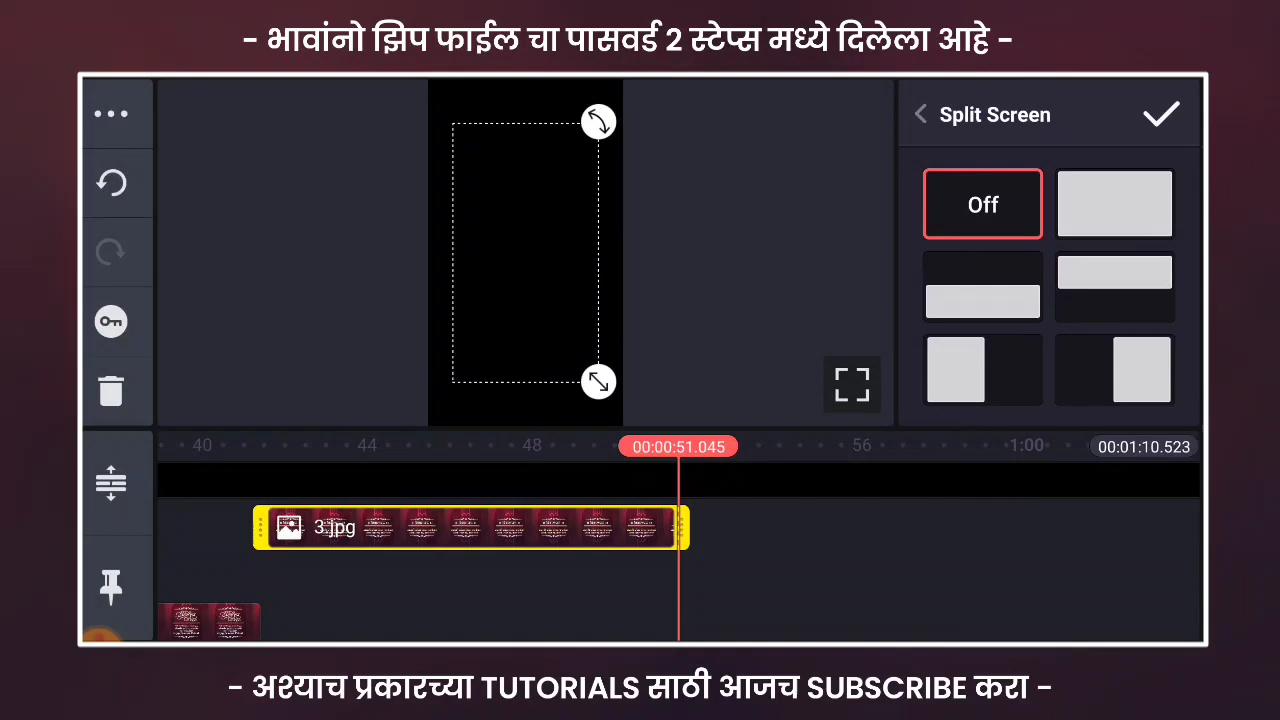 - भावांनो झिप फाईल चा पासवर्ड 2 स्टेप्स मध्ये दिलेला आहे -
Split Screen
Off
40 44 48 00:00:51.045 56 1:00 00:01:10.523
3.jpg
- अश्याच प्रकारच्या TUTORIALS साठी आजच SUBSCRIBE करा -